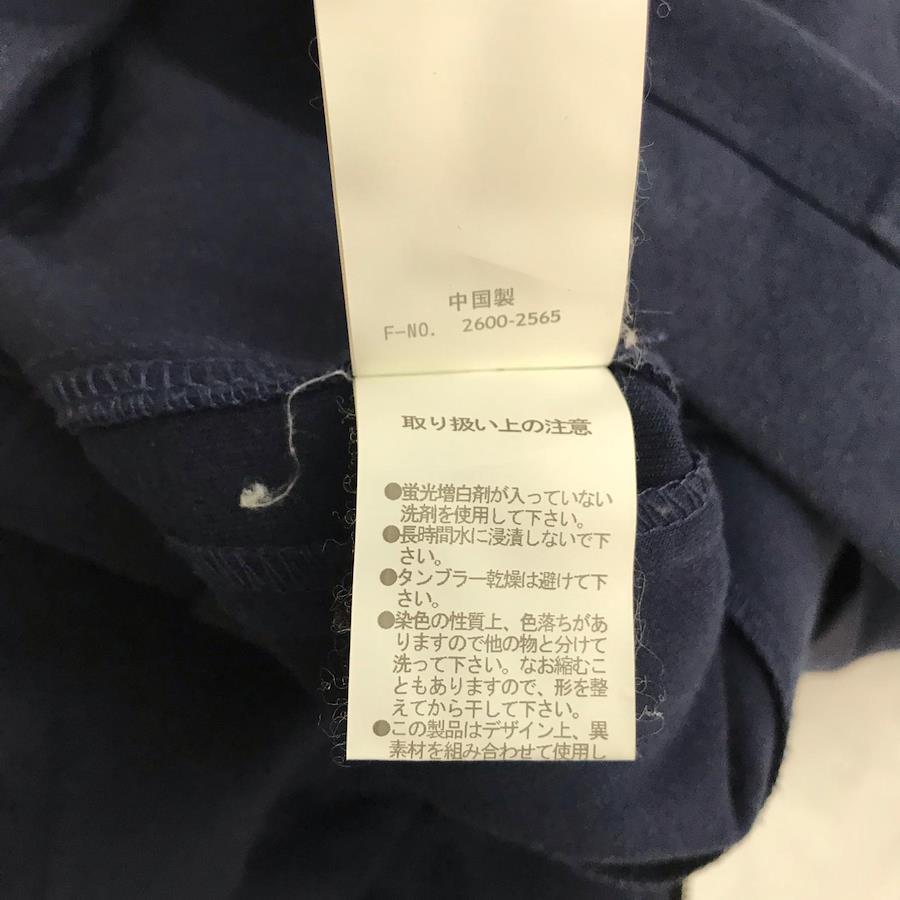 中国製
F-NO. 2600-2565
取り扱い上の注意
●蛍光増白剤が入っていない
洗剤を使用して下さい。
●長時間水に浸漬しないで下
さい。
●タンブラー乾燥は避けて下
さい。
●染色の性質上、色落ちがあ
りますので他の物と分けて
洗って下さい。なお縮むこ
ともありますので、形を整
えてから干して下さい。
●この製品はデザイン上、異
素材を組み合わせて使用し